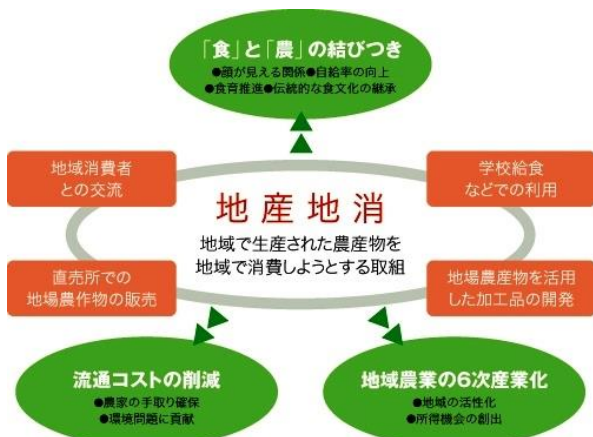 「食」と「農」の結びつき
●顔が見える関係●自給率の向上
●食育推進●伝統的な食文化の継承
地域消費者
との交流
学校給食
などでの利用
地産地消
地域で生産された農産物を
地域で消費しようとする取組
直売所での
地場農作物の販売
地場農産物を活用
した加工品の開発
流通コストの削減
●農家の手取り確保
●環境問題に貢献
地域農業の6次産業化
●地域の活性化
●所得機会の創出